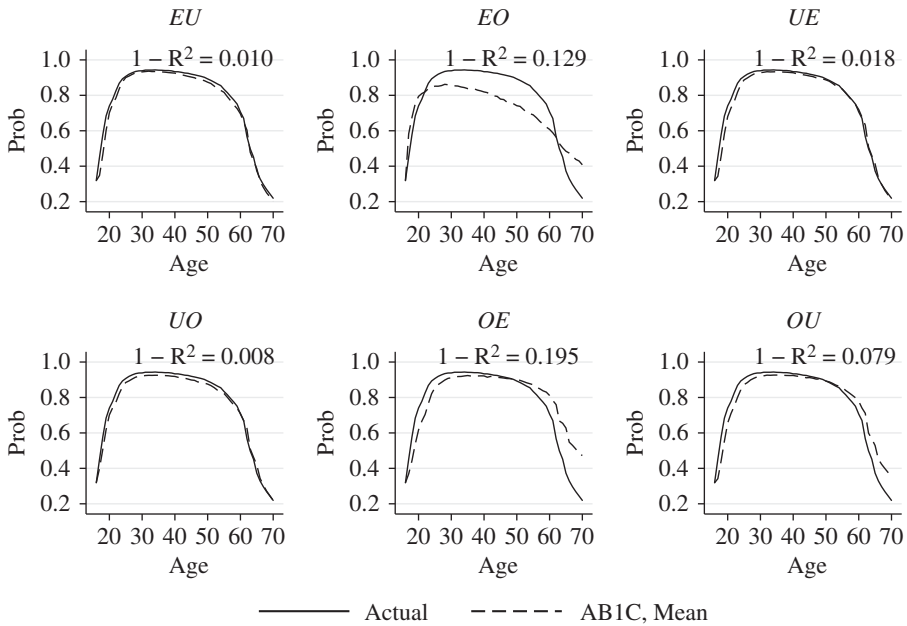 EU EO UE
1 − R² = 0.010 1 − R² = 0.129 1 − R² = 0.018
1.0 1.0 1.0
0.8 0.8 0.8
Prob Prob Prob
0.6 0.6 0.6
0.4 0.4 0.4
0.2 0.2 0.2
20 30 40 50 60 70 20 30 40 50 60 70 20 30 40 50 60 70
Age Age Age
UO OE OU
1 − R² = 0.008 1 − R² = 0.195 1 − R² = 0.079
1.0 1.0 1.0
0.8 0.8 0.8
Prob Prob Prob
0.6 0.6 0.6
0.4 0.4 0.4
0.2 0.2 0.2
20 30 40 50 60 70 20 30 40 50 60 70 20 30 40 50 60 70
Age Age Age
Actual AB1C, Mean